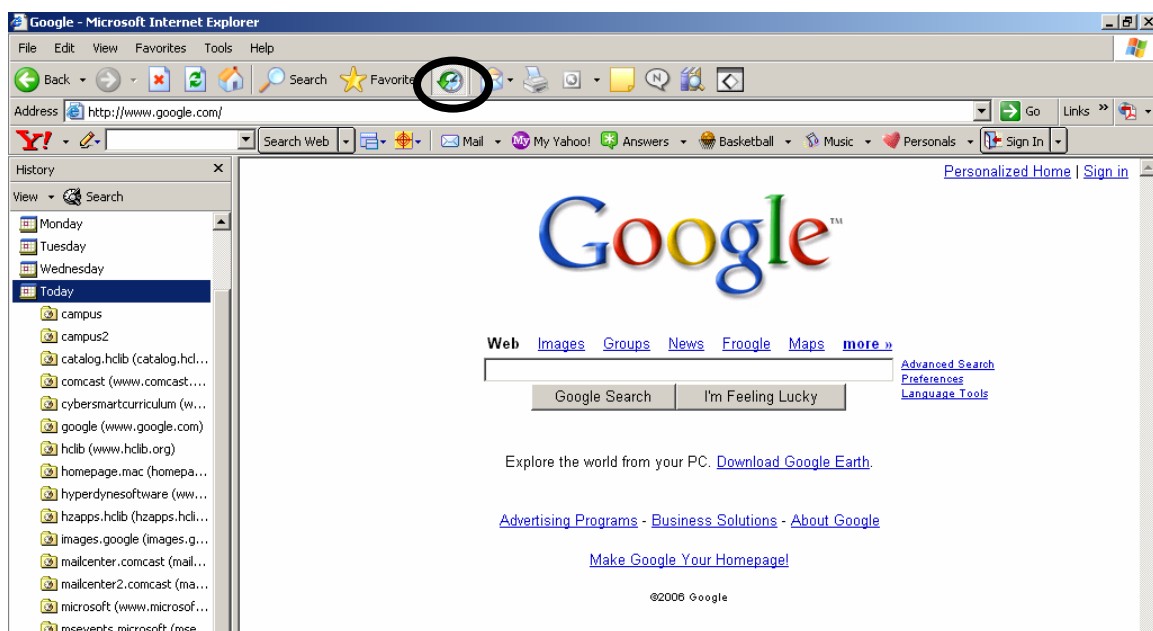 Google - Microsoft Internet Explorer
File Edit View Favorites Tools Help
Back Search Favorite
Address http://www.google.com/ Go Links »
Y! Search Web Mail My Yahoo! Answers Basketball Music Personals Sign In
History
View Search
Monday
Tuesday
Wednesday
Today
campus
campus2
catalog.hclib (catalog.hcl...
comcast (www.comcast....
cybersmartcurriculum (w...
google (www.google.com)
hclib (www.hclib.org)
homepage.mac (homepa...
hyperdynesoftware (ww...
hzapps.hclib (hzapps.hcli...
images.google (images.g...
mailcenter.comcast (mail...
mailcenter2.comcast (ma...
microsoft (www.microsof...
msevents.microsoft (mse...
Personalized Home | Sign in
Google™
Web Images Groups News Froogle Maps more »
Advanced Search
Preferences
Language Tools
Google Search I'm Feeling Lucky
Explore the world from your PC. Download Google Earth.
Advertising Programs - Business Solutions - About Google
Make Google Your Homepage!
©2006 Google